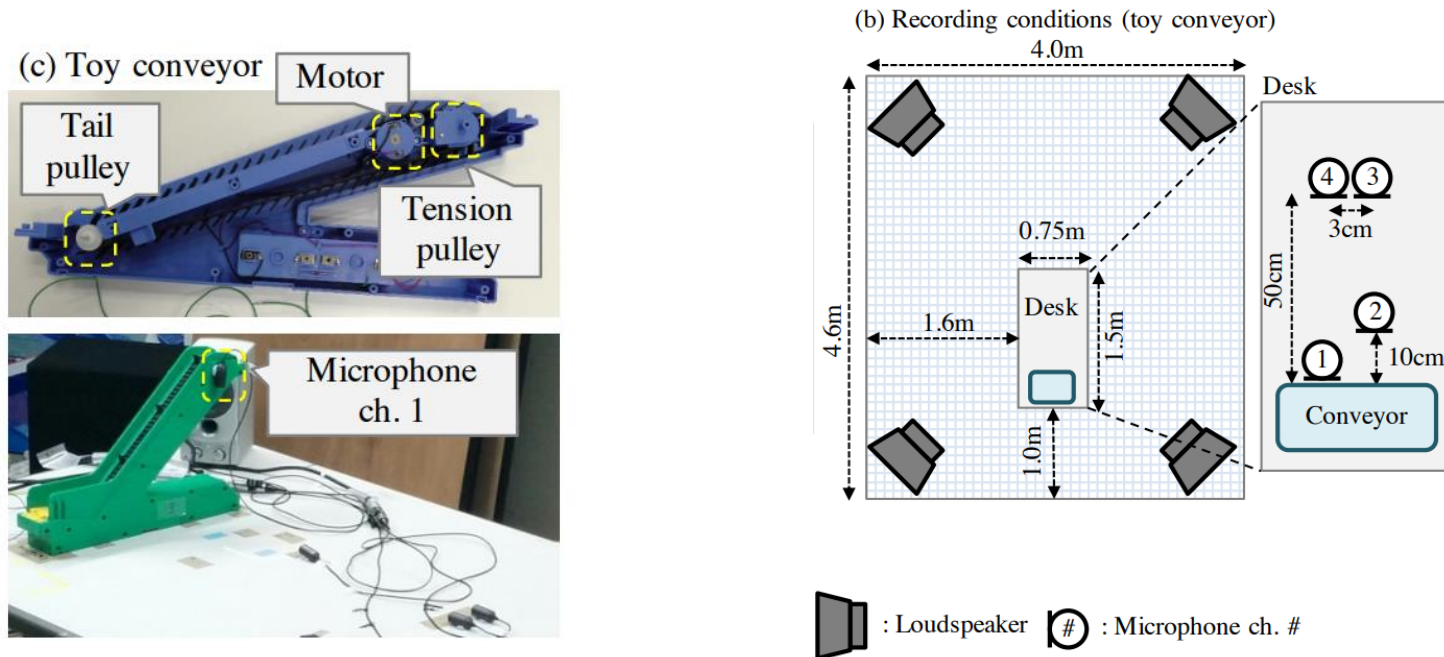 (c) Toy conveyor
Motor
Tail
pulley
Tension
pulley
Microphone
ch. 1
(b) Recording conditions (toy conveyor)
4.0m
Desk
4.6m
0.75m
Desk
1.6m
1.5m
1.0m
4 3
3cm
50cm
2
1
10cm
Conveyor
: Loudspeaker # : Microphone ch. #